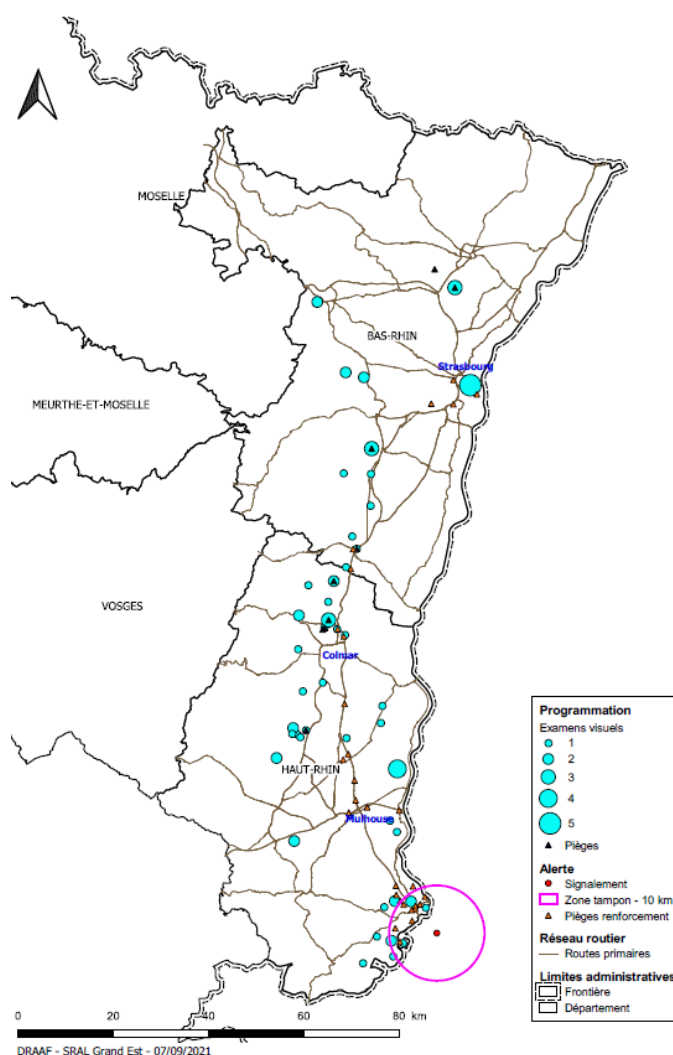 MOSELLE
BAS-RHIN
Strasbourg
MEURTHE-ET-MOSELLE
VOSGES
Colmar
HAUT-RHIN
Mulhouse
Programmation
Examens visuels
1
2
3
4
5
Pièges
Alerte
Signalement
Zone tampon - 10 km
Pièges renforcement
Réseau routier
Routes primaires
Limites administratives
Frontière
Département
0 20 40 60 80 km
DRAAF - SRAL Grand Est - 07/09/2021